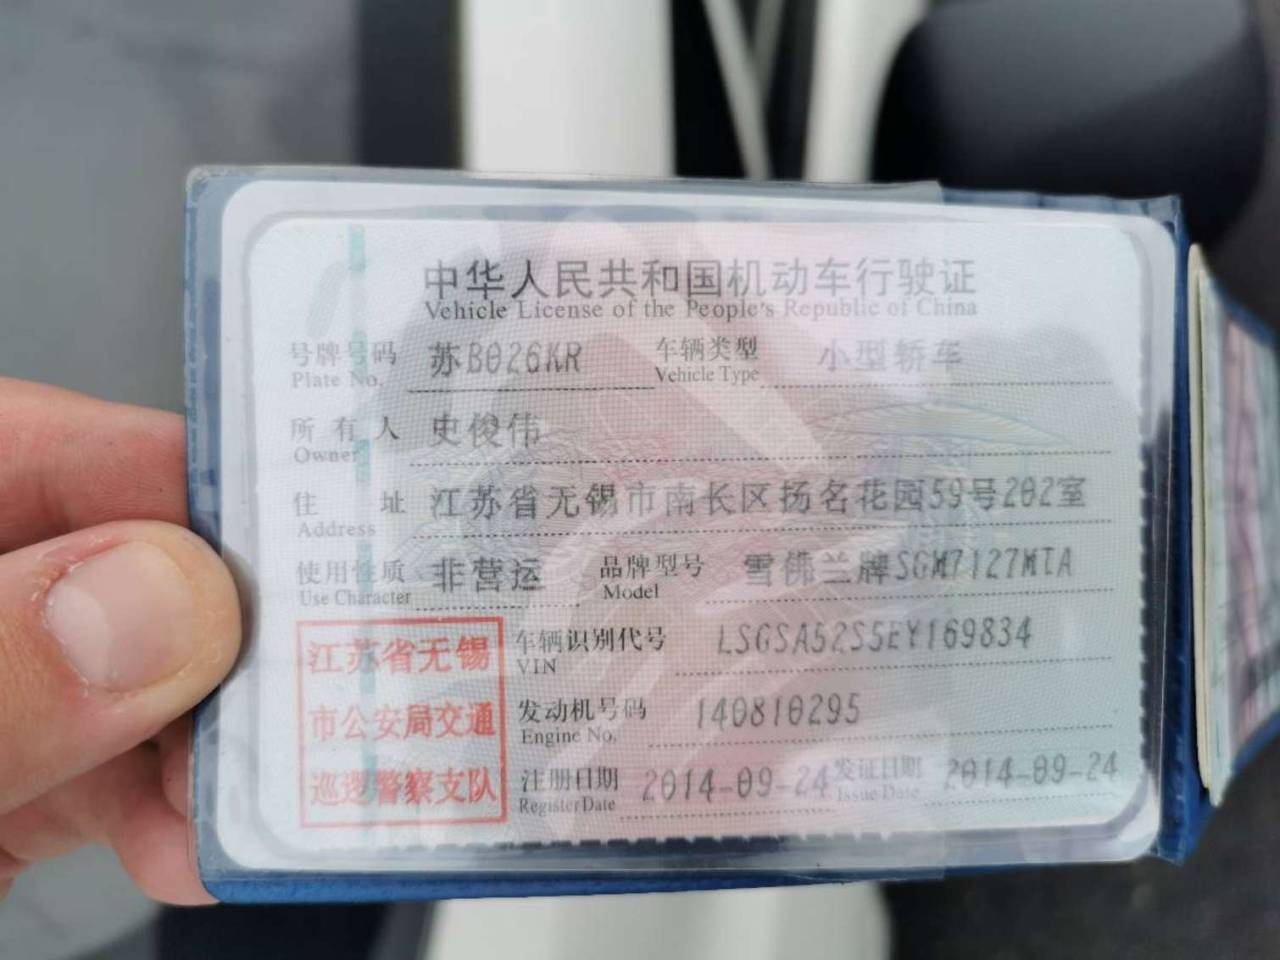 中华人民共和国机动车行驶证
Vehicle License of the People's Republic of China
号牌号码 苏B026KR 车辆类型 小型轿车
Plate No. Vehicle Type
所有人 史俊伟
Owner
住址 江苏省无锡市南长区扬名花园59号202室
Address
使用性质 非营运 品牌型号 雪佛兰牌SGM7127MTA
Use Character Model
江苏省无锡
市公安局交通
巡逻警察支队
车辆识别代号 LSGSA52S5EY169834
VIN
发动机号码 140810295
Engine No.
注册日期 2014-09-24 发证日期 2014-09-24
Register Date Issue Date